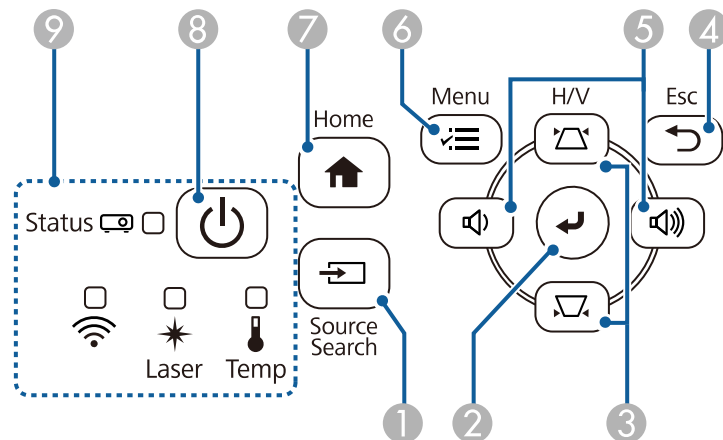 9 8 7 6 5 4
Menu H/V Esc
Home
Status
Source
Search
Laser Temp
1 2 3